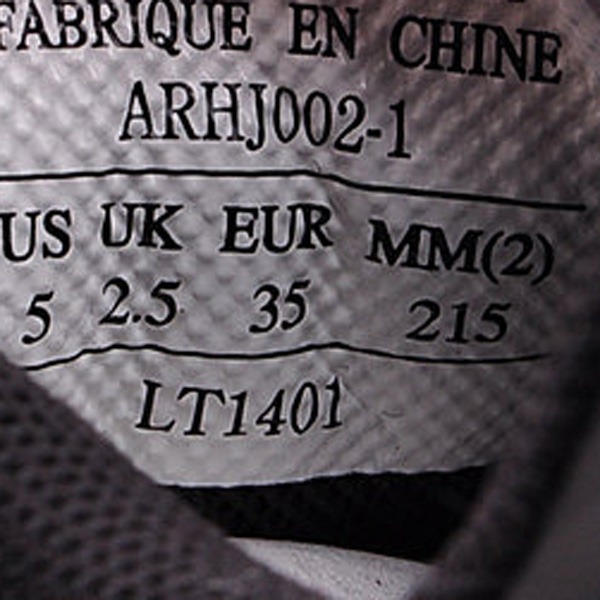 FABRIQUE EN CHINE
ARHJ002-1
US UK EUR MM(2)
5 2.5 35 215
LT1401